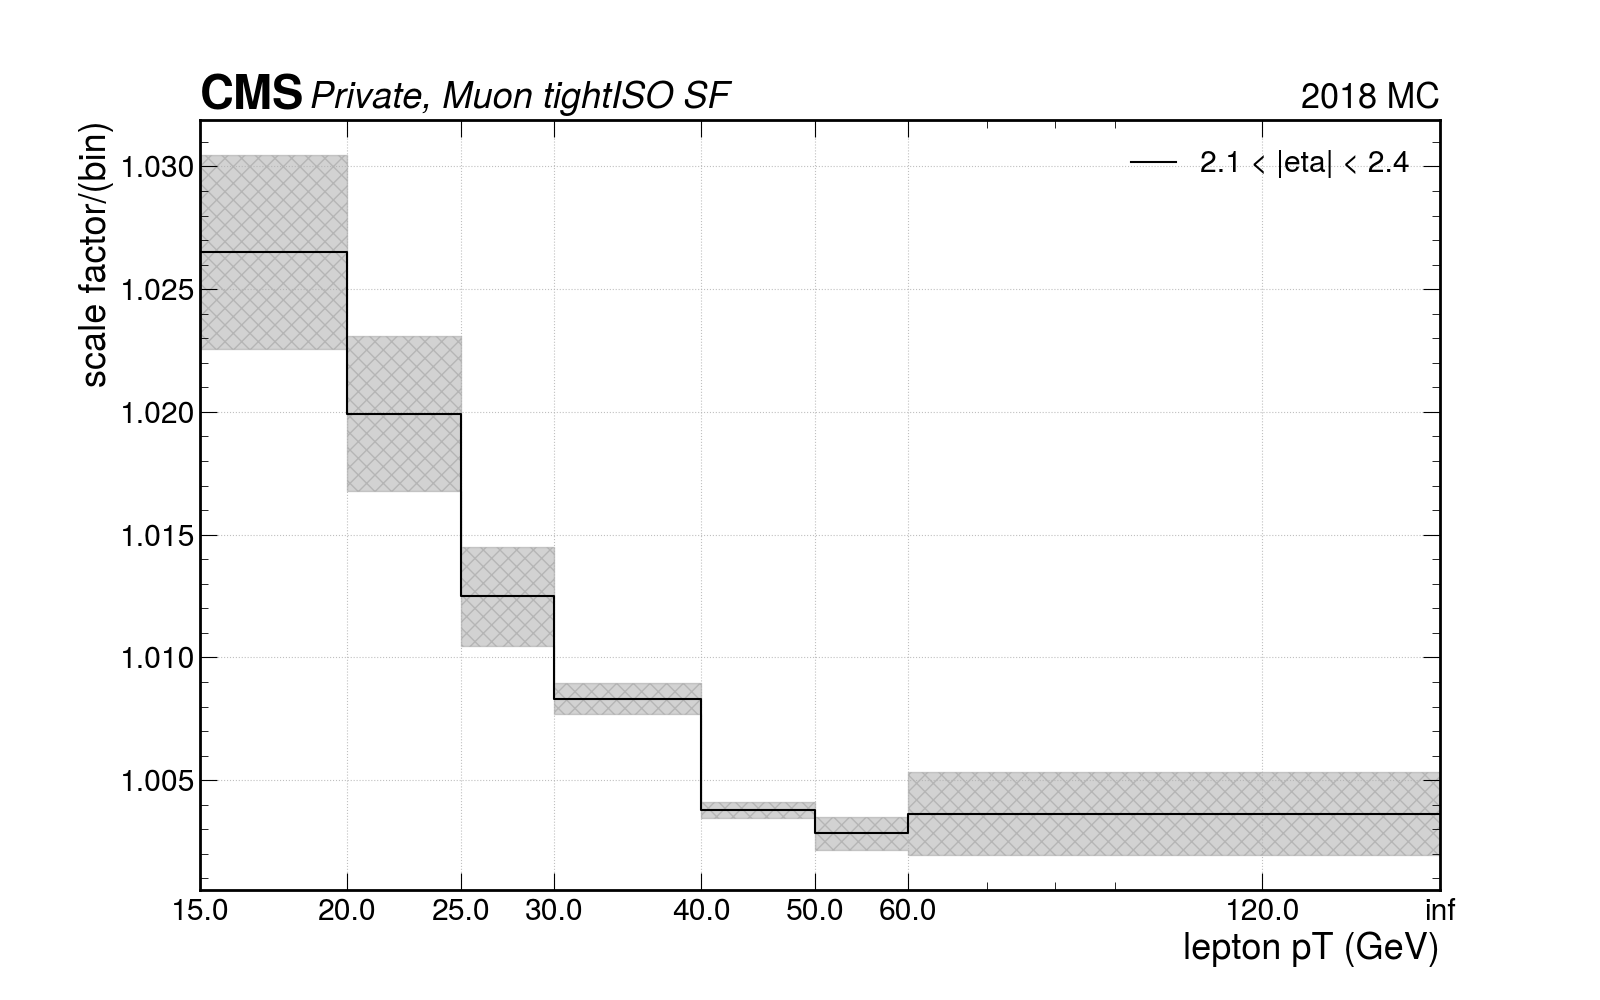 CMS Private, Muon tightISO SF 2018 MC
scale factor/(bin)
2.1 < |eta| < 2.4
1.030
1.025
1.020
1.015
1.010
1.005
15.0 20.0 25.0 30.0 40.0 50.0 60.0 120.0 inf
lepton pT (GeV)